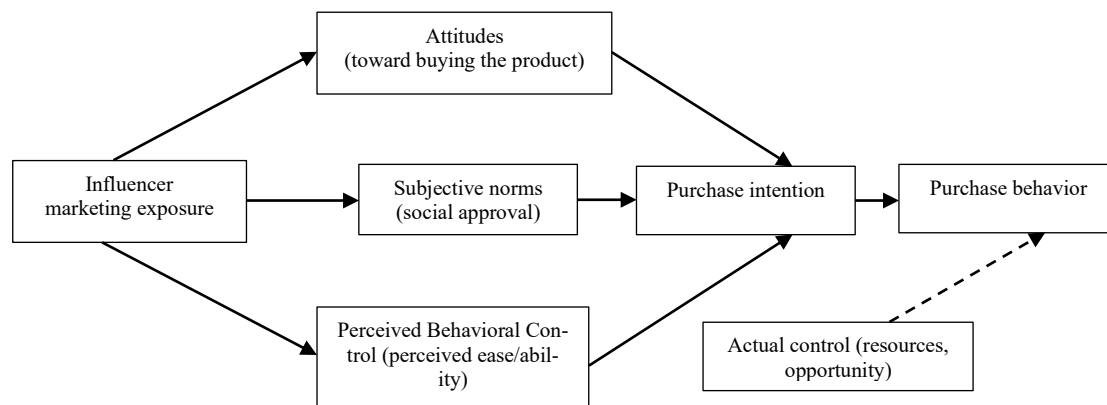 Attitudes
(toward buying the product)
Influencer
marketing exposure
Subjective norms
(social approval)
Purchase intention
Purchase behavior
Perceived Behavioral Con-
trol (perceived ease/abil-
ity)
Actual control (resources,
opportunity)